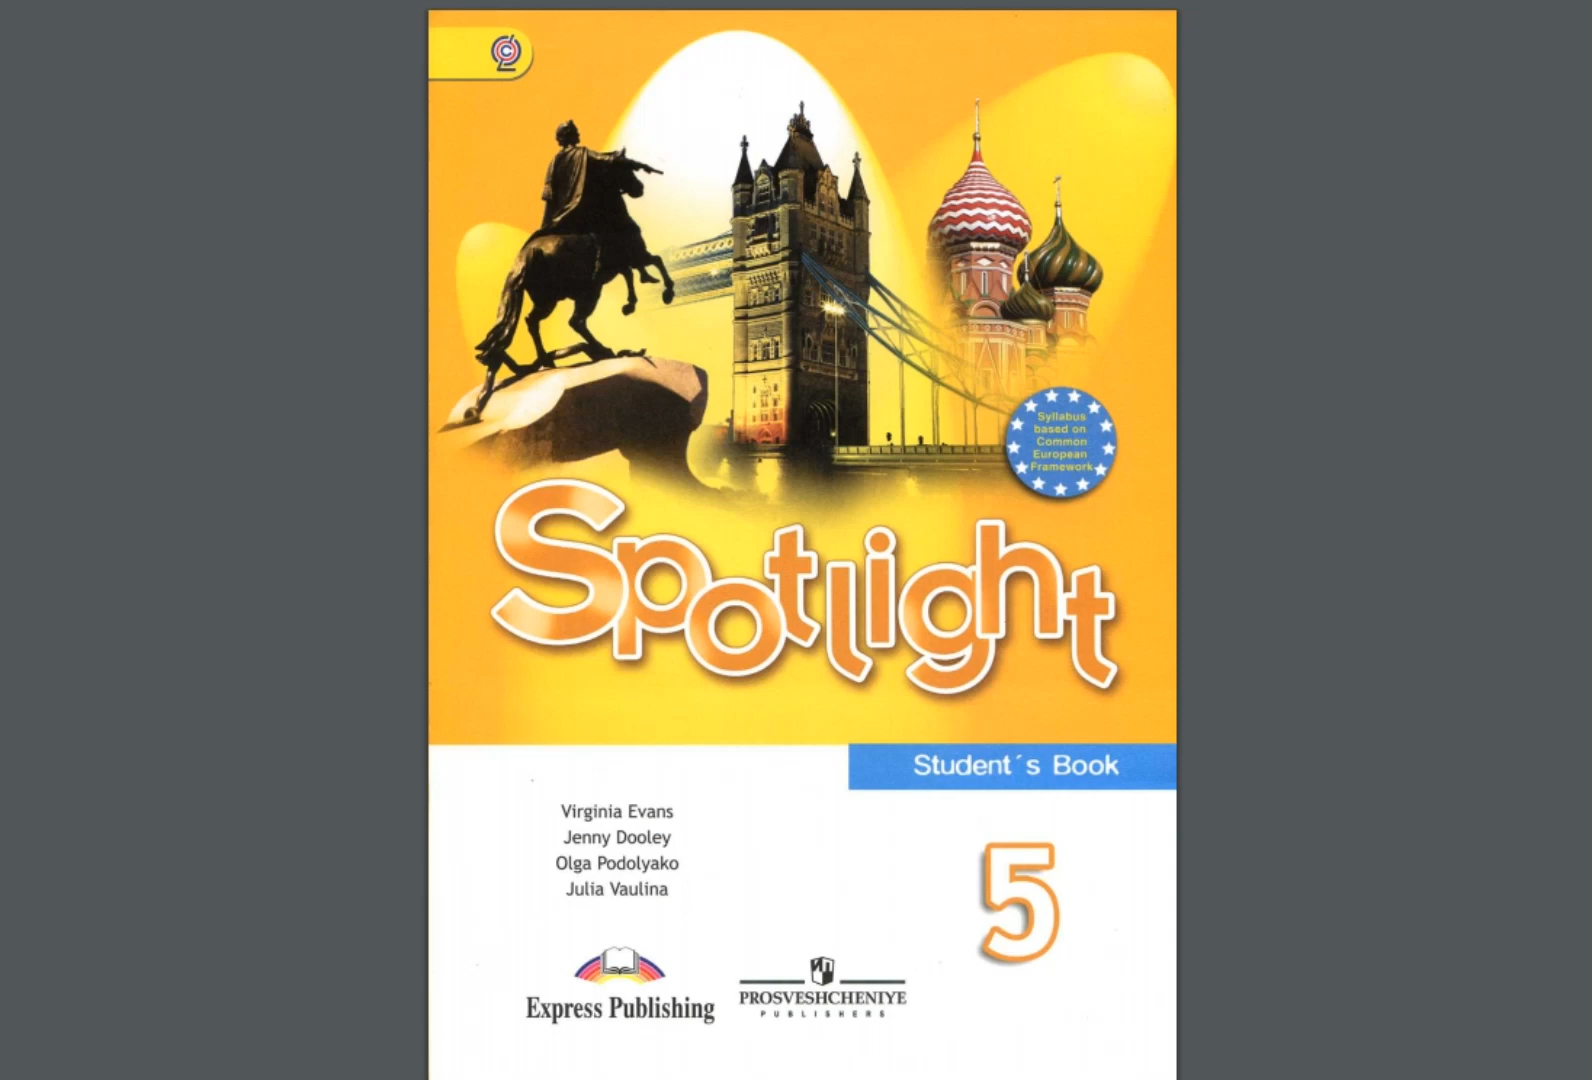 Syllabus
based on
Common
European
Framework
Spotlight
Student´s Book
Virginia Evans
Jenny Dooley
Olga Podolyako
Julia Vaulina
5
Express Publishing
PROSVESHCHENIYE
PUBLISHERS